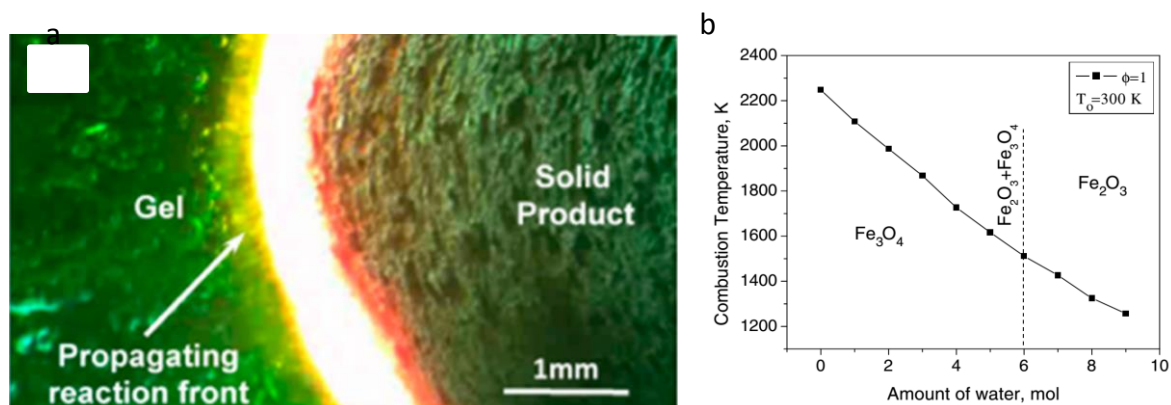 a
Gel
Solid
Product
Propagating
reaction front
1mm
b
2400
2200
2000
1800
1600
1400
1200
Combustion Temperature, K
ϕ=1
T₀=300 K
Fe₃O₄
Fe₂O₃+Fe₃O₄
Fe₂O₃
0 2 4 6 8 10
Amount of water, mol